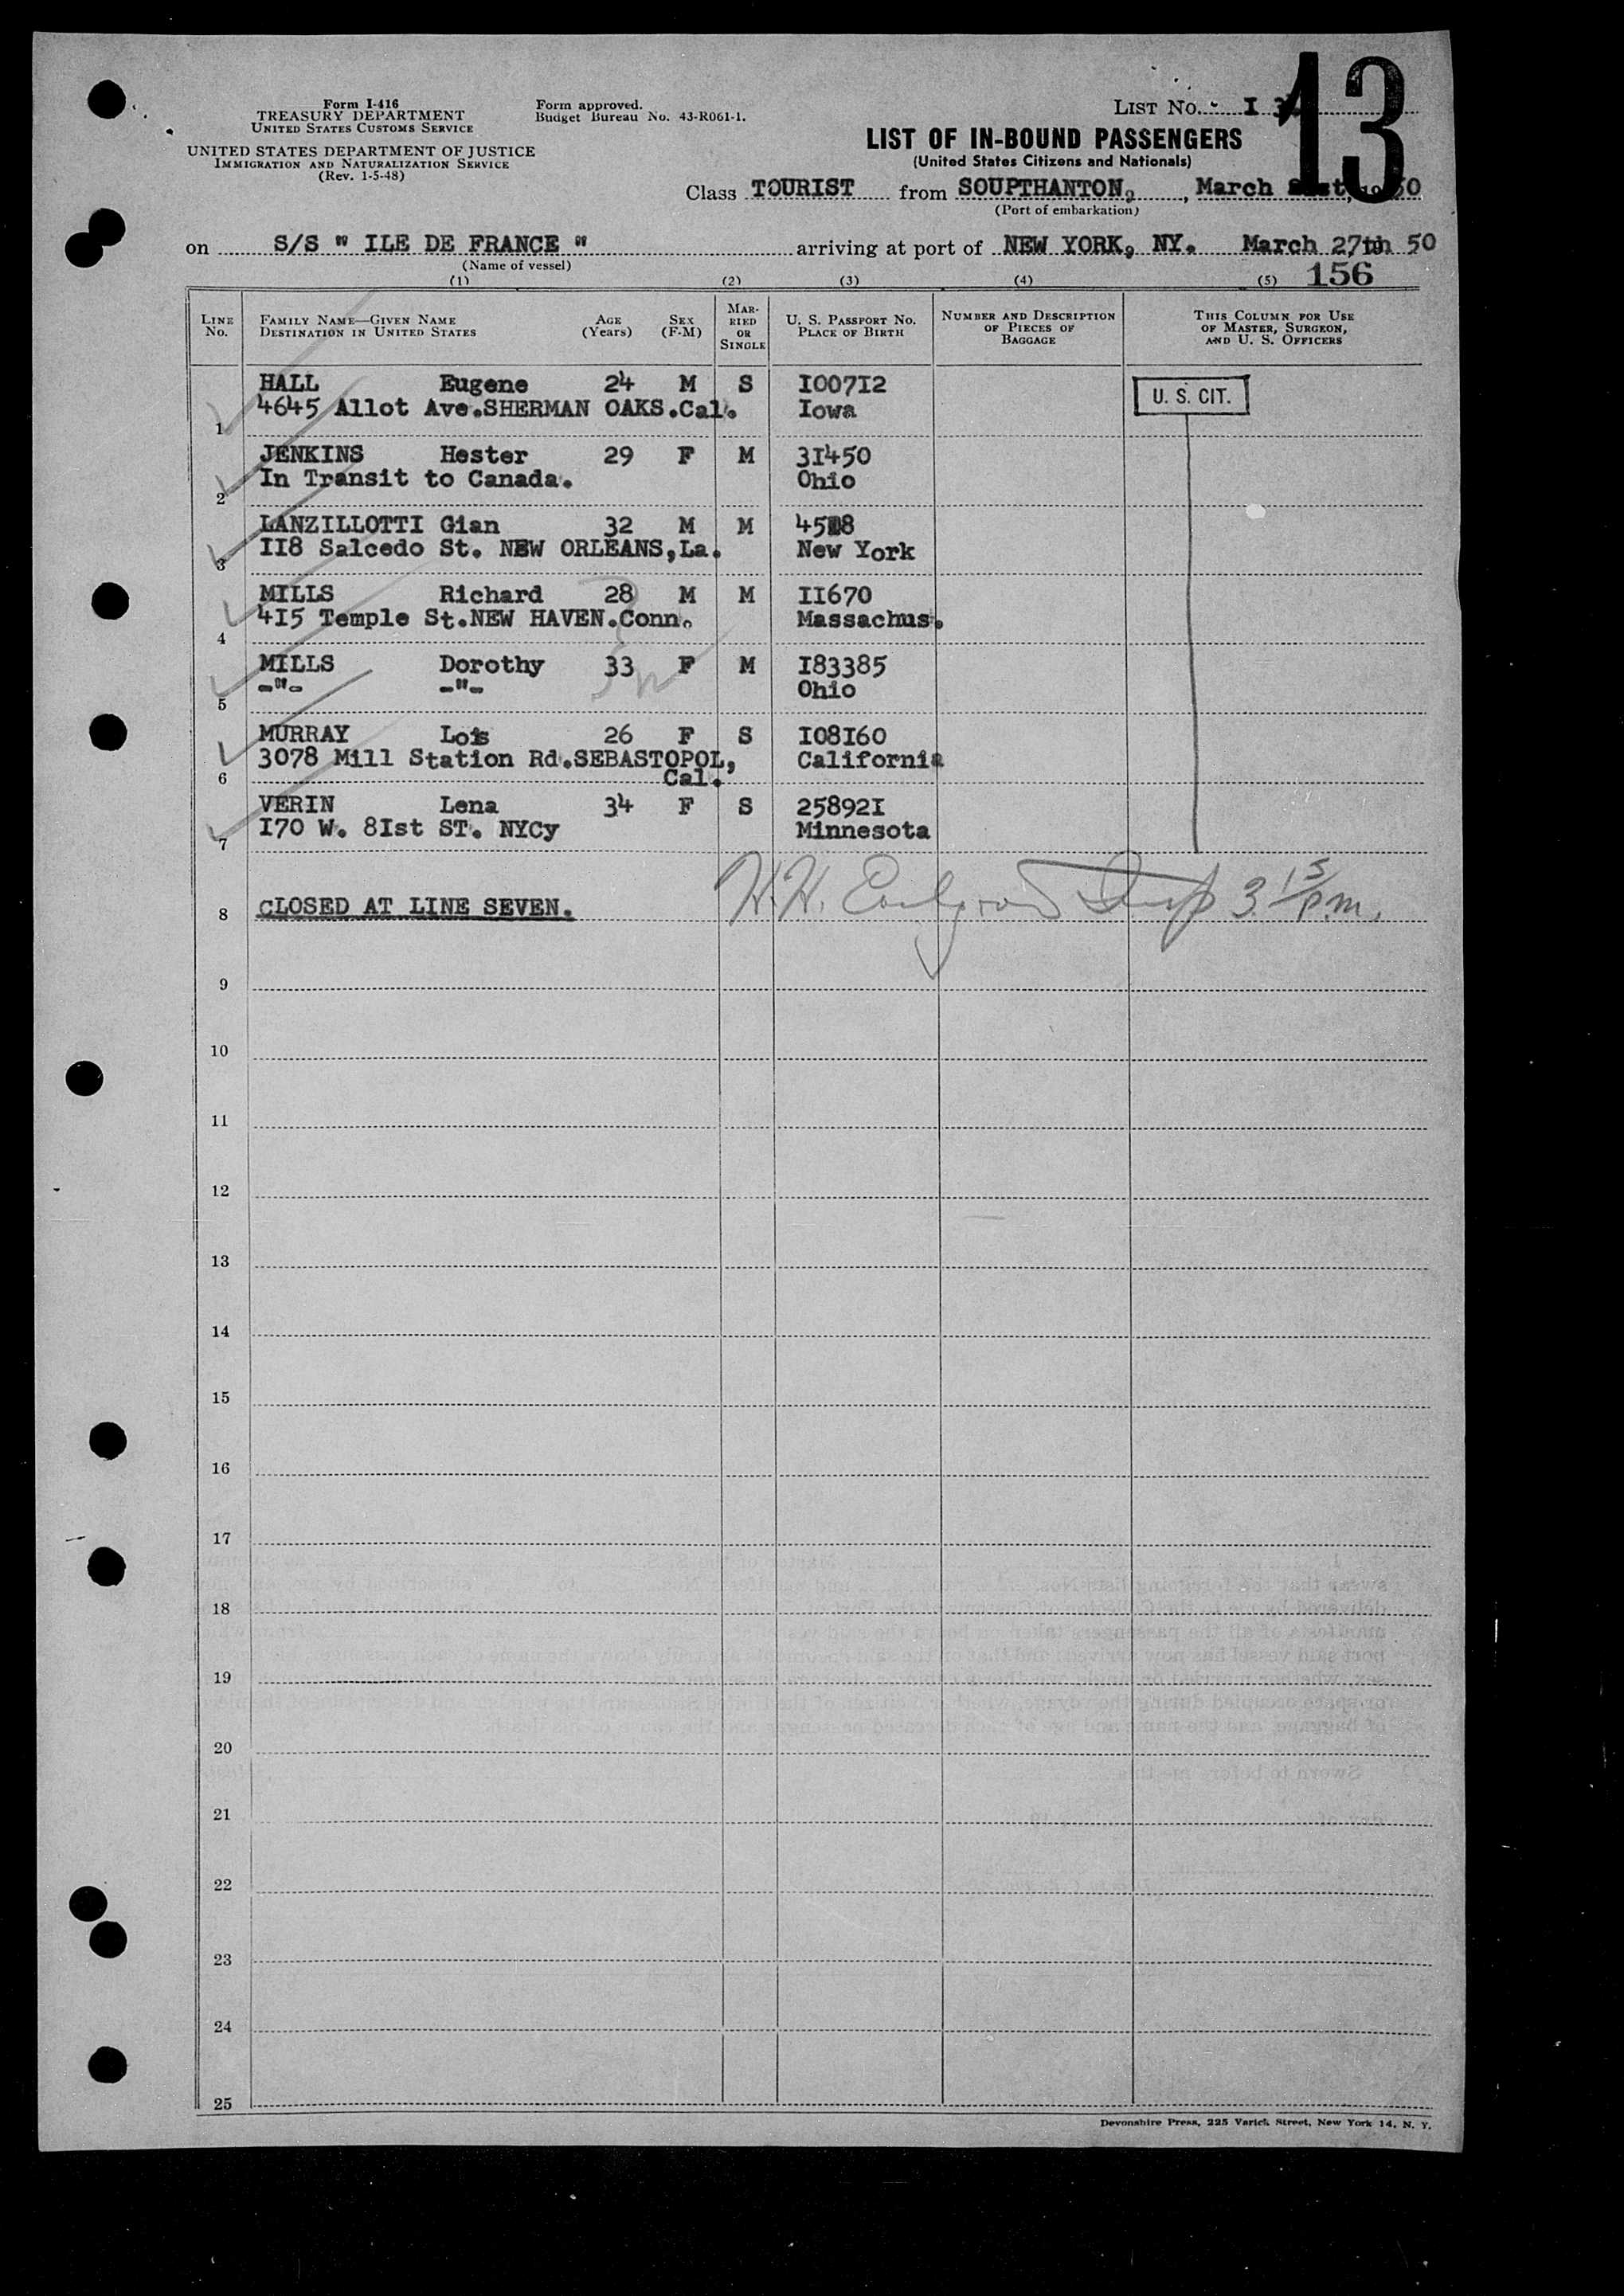 Form I-416
TREASURY DEPARTMENT
UNITED STATES CUSTOMS SERVICE
UNITED STATES DEPARTMENT OF JUSTICE
IMMIGRATION AND NATURALIZATION SERVICE
(Rev. 1-5-48)
Form approved.
Budget Bureau No. 43-R061-1.
LIST No. I
13
LIST OF IN-BOUND PASSENGERS
(United States Citizens and Nationals)
Class TOURIST from SOUPTHANTON, , March 50
(Port of embarkation)
on S/S " ILE DE FRANCE " arriving at port of NEW YORK, NY. March 27th 50
(Name of vessel)
156
(1) (2) (3) (4) (5)
LINE No. FAMILY NAME—GIVEN NAME DESTINATION IN UNITED STATES AGE (Years) SEX (F-M) MARRIED OR SINGLE U. S. PASSPORT NO. PLACE OF BIRTH NUMBER AND DESCRIPTION OF PIECES OF BAGGAGE THIS COLUMN FOR USE OF MASTER, SURGEON, AND U. S. OFFICERS
HALL Eugene 24 M S I007I2 U. S. CIT.
1 4645 Allot Ave.SHERMAN OAKS.Cal. Iowa
JENKINS Hester 29 F M 3I450
2 In Transit to Canada. Ohio
LANZILLOTTI Gian 32 M M
3 II8 Salcedo St. NEW ORLEANS,La. New York
MILLS Richard 28 M M II670
4 4I5 Temple St.NEW HAVEN.Conn. Massachus.
MILLS Dorothy 33 F M I83385
5 -"- -"- Ohio
MURRAY Lois 26 F S I08I60
6 3078 Mill Station Rd.SEBASTOPOL, California
Cal.
VERIN Lena 34 F S 25892I
7 I70 W. 8Ist ST. NYCy Minnesota
8 CLOSED AT LINE SEVEN. H.H. 3 15/p.m.
9
10
11
12
13
14
15
16
17
18
19
20
21
22
23
24
25
Devonshire Press, 225 Varick Street, New York 14, N. Y.